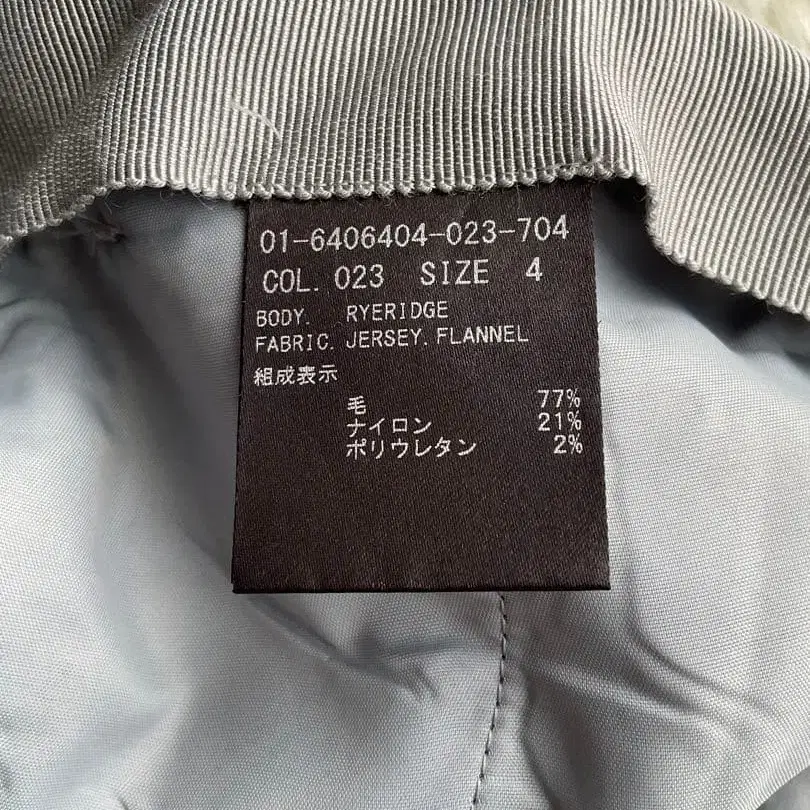 01-6406404-023-704
COL. 023 SIZE 4
BODY. RYERIDGE
FABRIC. JERSEY. FLANNEL
組成表示
毛 77%
ナイロン 21%
ポリウレタン 2%